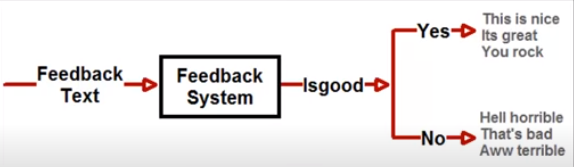 Feedback
Text
Feedback
System
Isgood
Yes
This is nice
Its great
You rock
No
Hell horrible
That's bad
Aww terrible